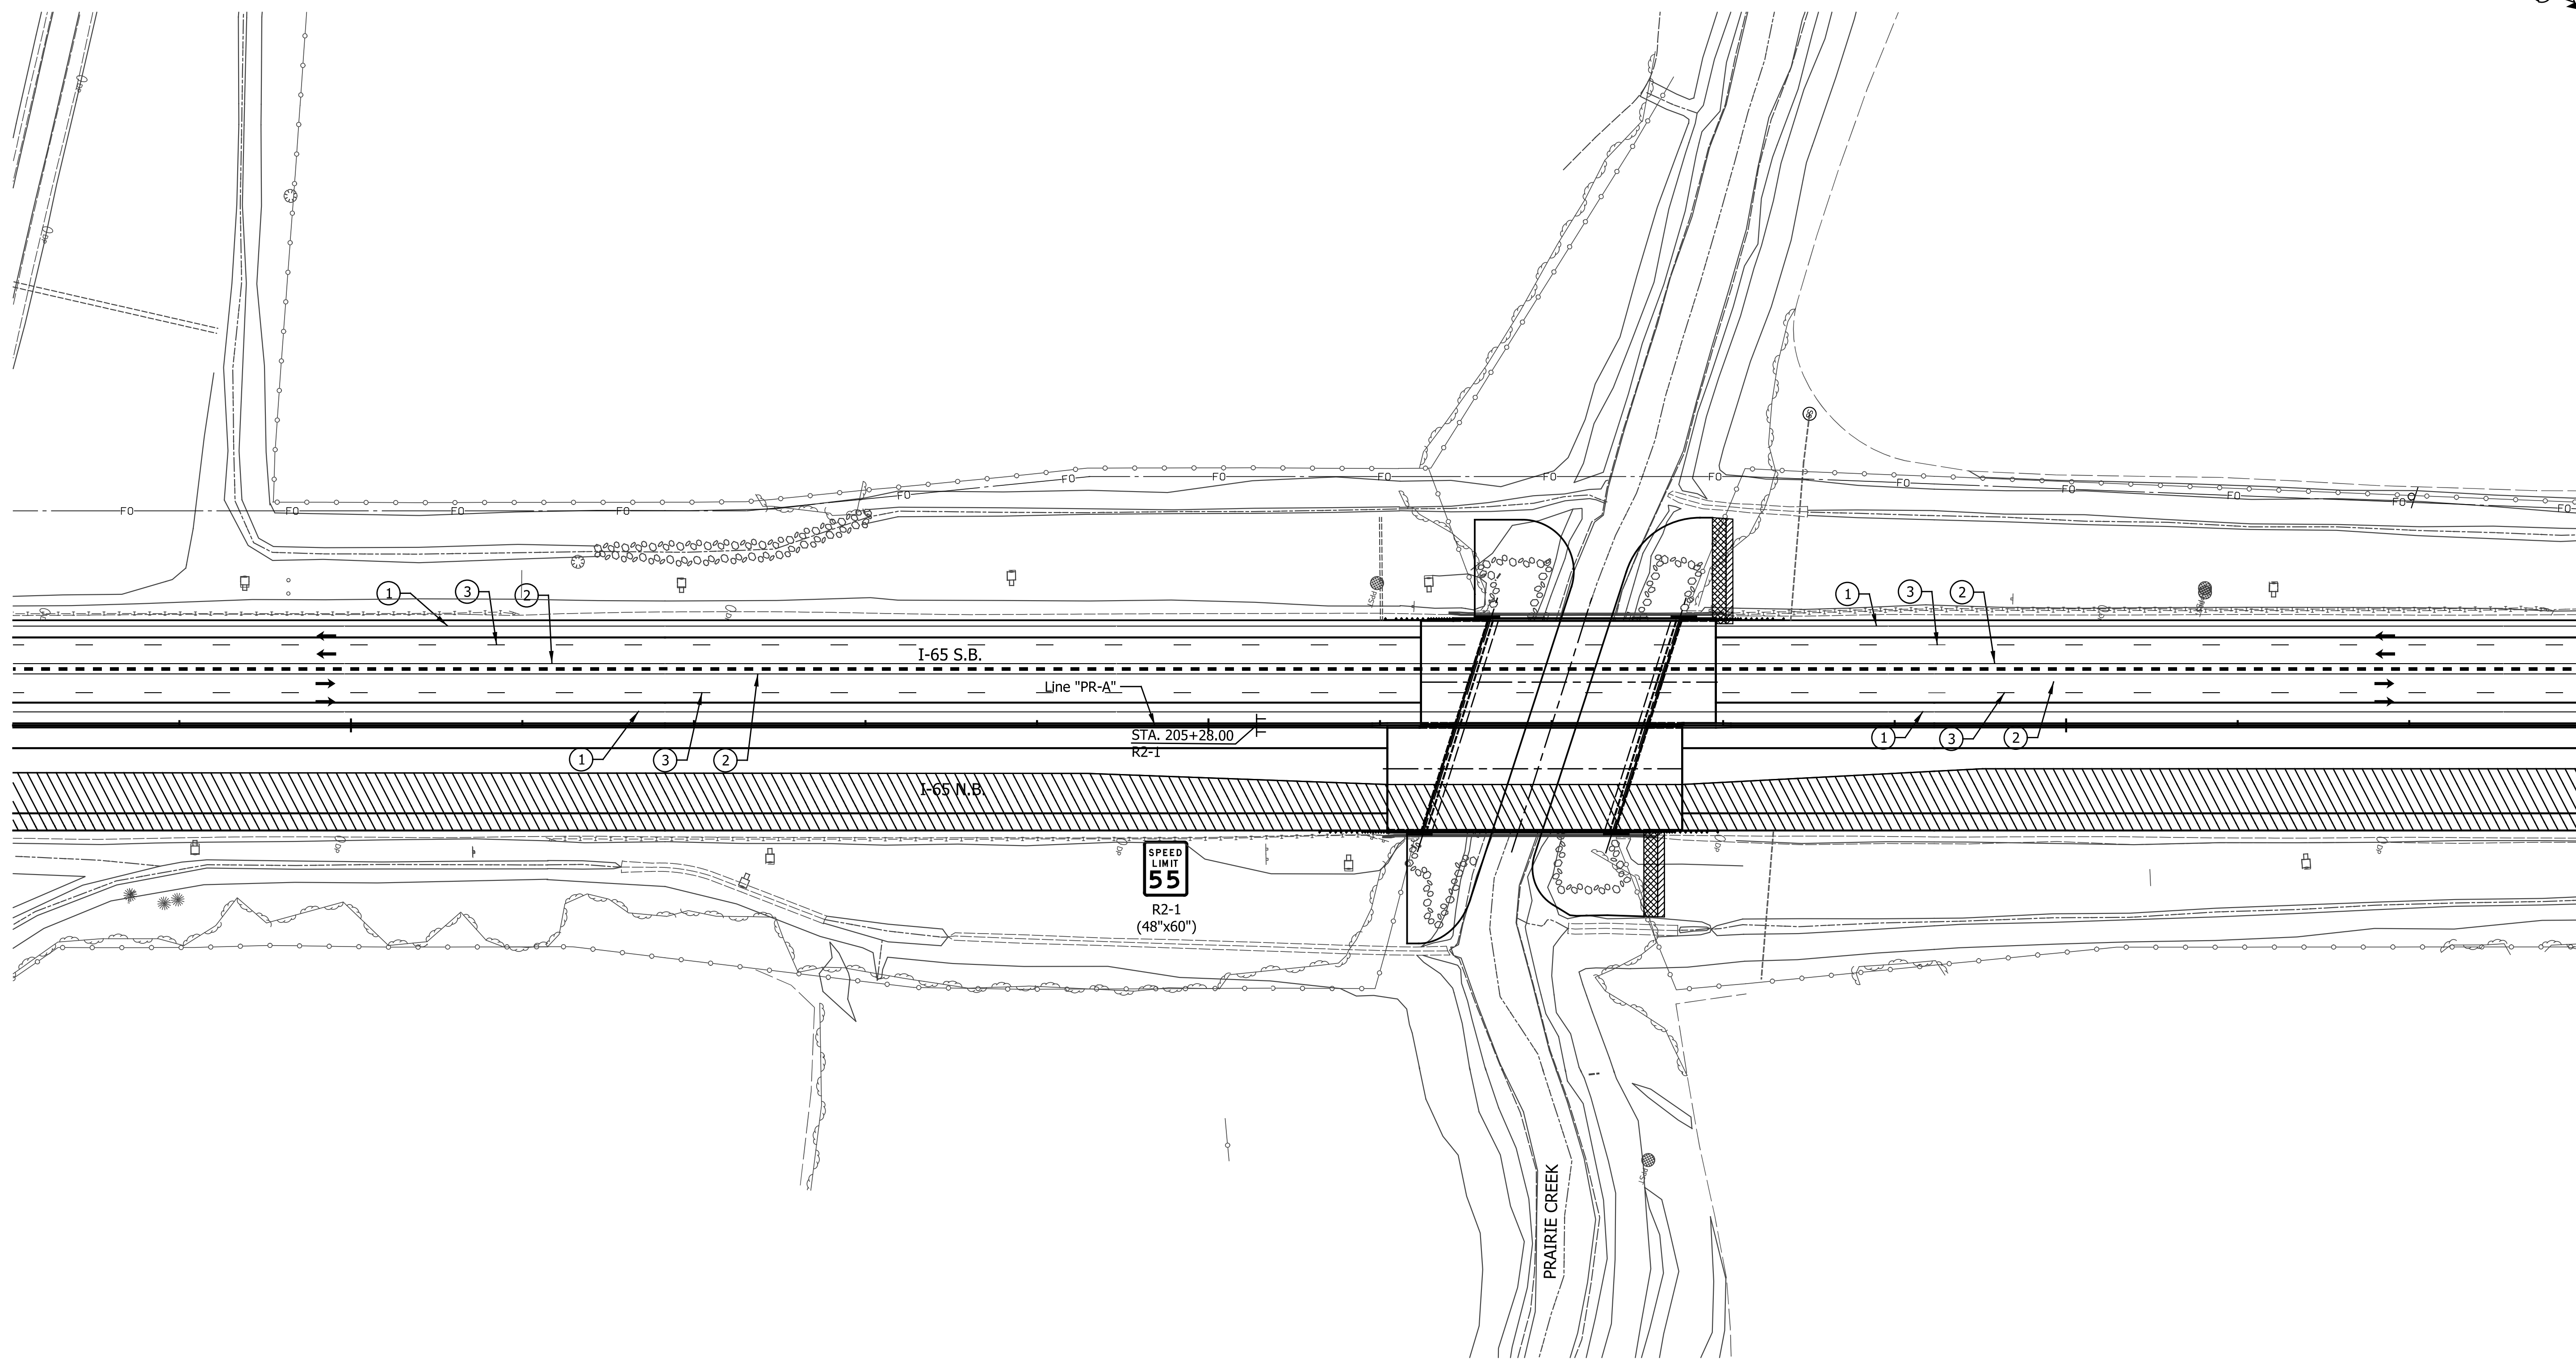 FO FO FO FO FO FO FO FO FO FO FO FO FO FO FO FO
1 3 2
1 3 2
I-65 S.B.
Line "PR-A"
STA. 205+28.00
R2-1
1 3 2
1 3 2
I-65 N.B.
SPEED
LIMIT
55
R2-1
(48"x60")
PRAIRIE CREEK